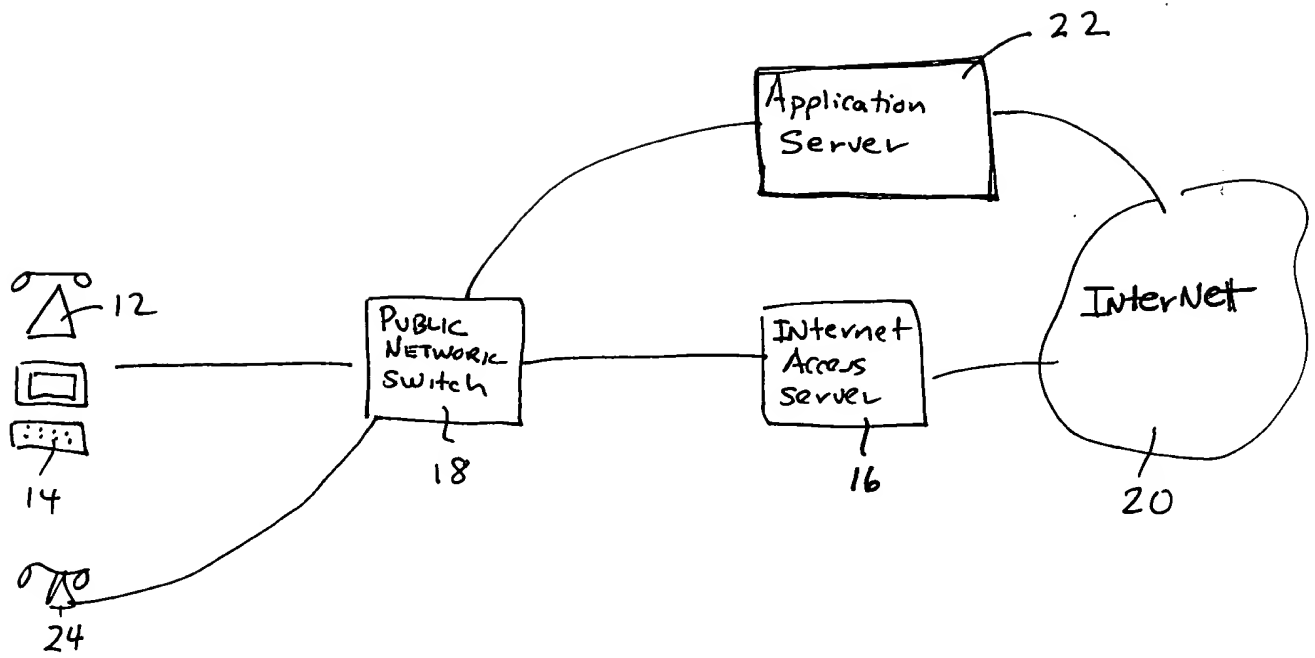 22
Application
Server
12
PUBLIC
NETWORK
Switch
INternet
Access
server
InterNet
14
18
16
20
24